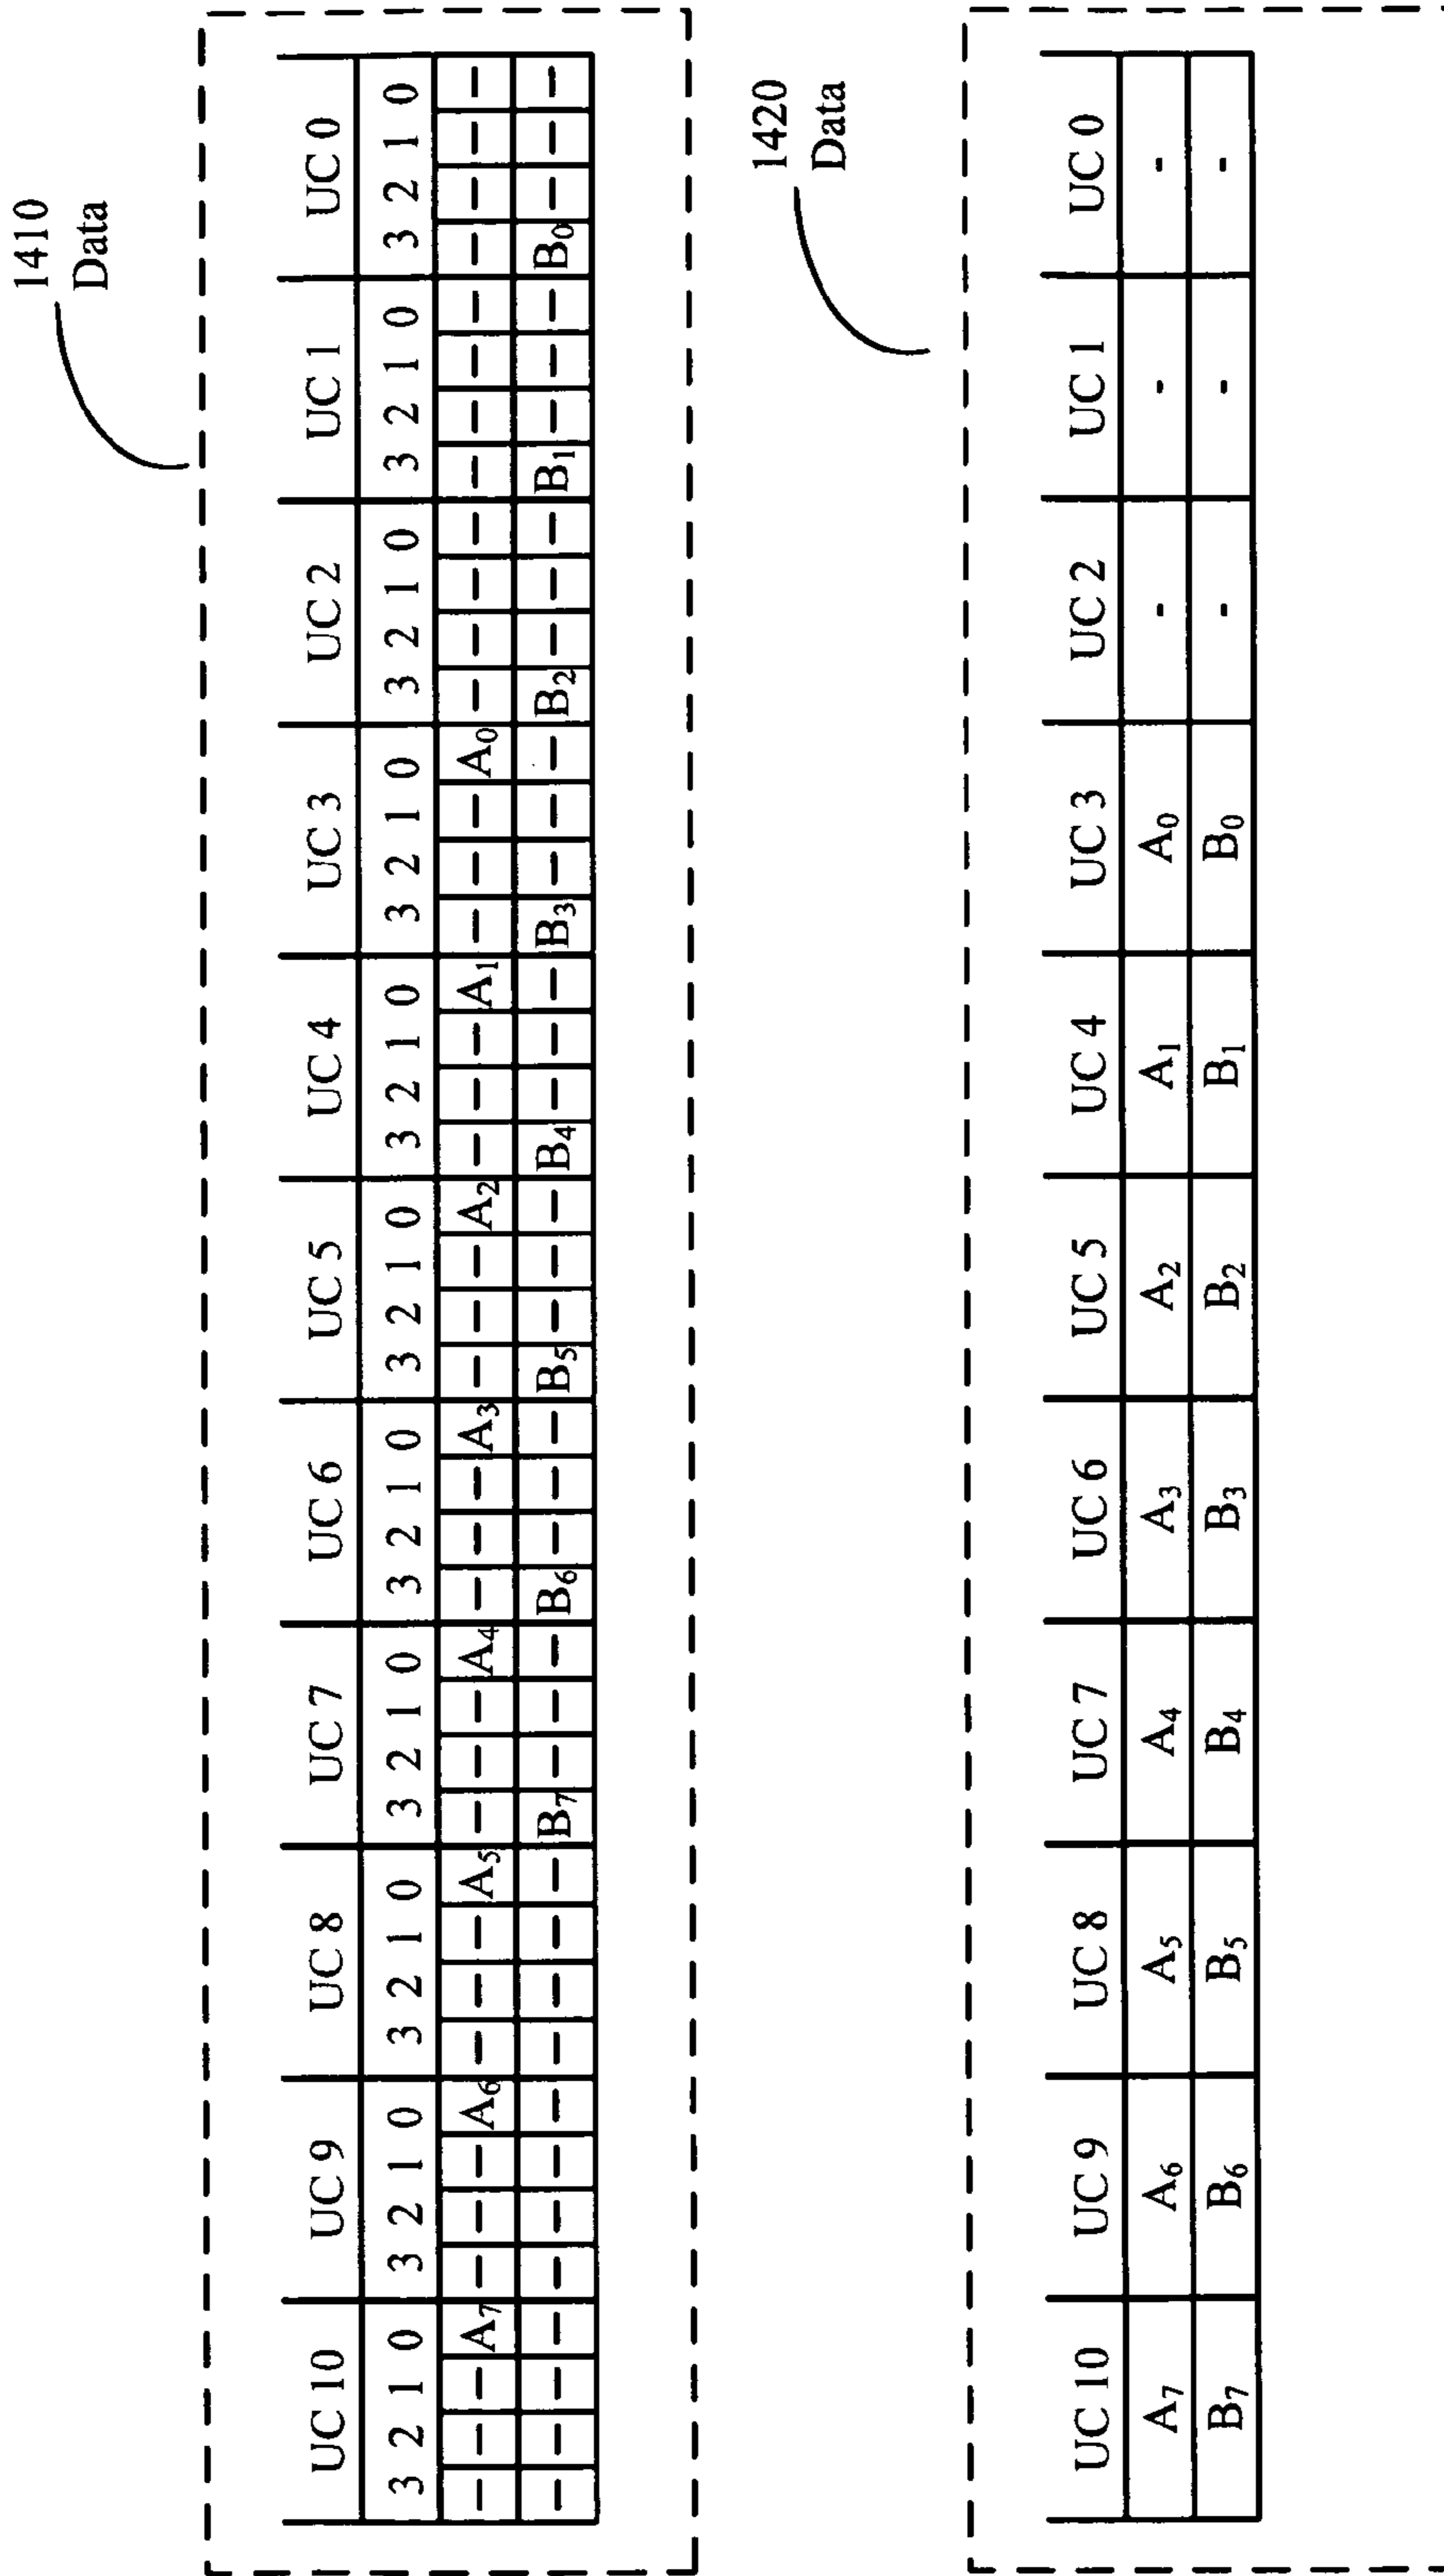 1410
Data
UC 10 UC 9 UC 8 UC 7 UC 6 UC 5 UC 4 UC 3 UC 2 UC 1 UC 0
3 2 1 0 3 2 1 0 3 2 1 0 3 2 1 0 3 2 1 0 3 2 1 0 3 2 1 0 3 2 1 0 3 2 1 0 3 2 1 0 3 2 1 0
– – – A₇ – – – A₆ – – – A₅ – – – A₄ – – – A₃ – – – A₂ – – – A₁ – – – A₀ – – – – – – – – – – – –
– – – – – – – – – – – – B₇ – – – B₆ – – – B₅ – – – B₄ – – – B₃ – – – B₂ – – – B₁ – – – B₀ – – –
1420
Data
UC 10 UC 9 UC 8 UC 7 UC 6 UC 5 UC 4 UC 3 UC 2 UC 1 UC 0
A₇ A₆ A₅ A₄ A₃ A₂ A₁ A₀ - - -
B₇ B₆ B₅ B₄ B₃ B₂ B₁ B₀ - - -